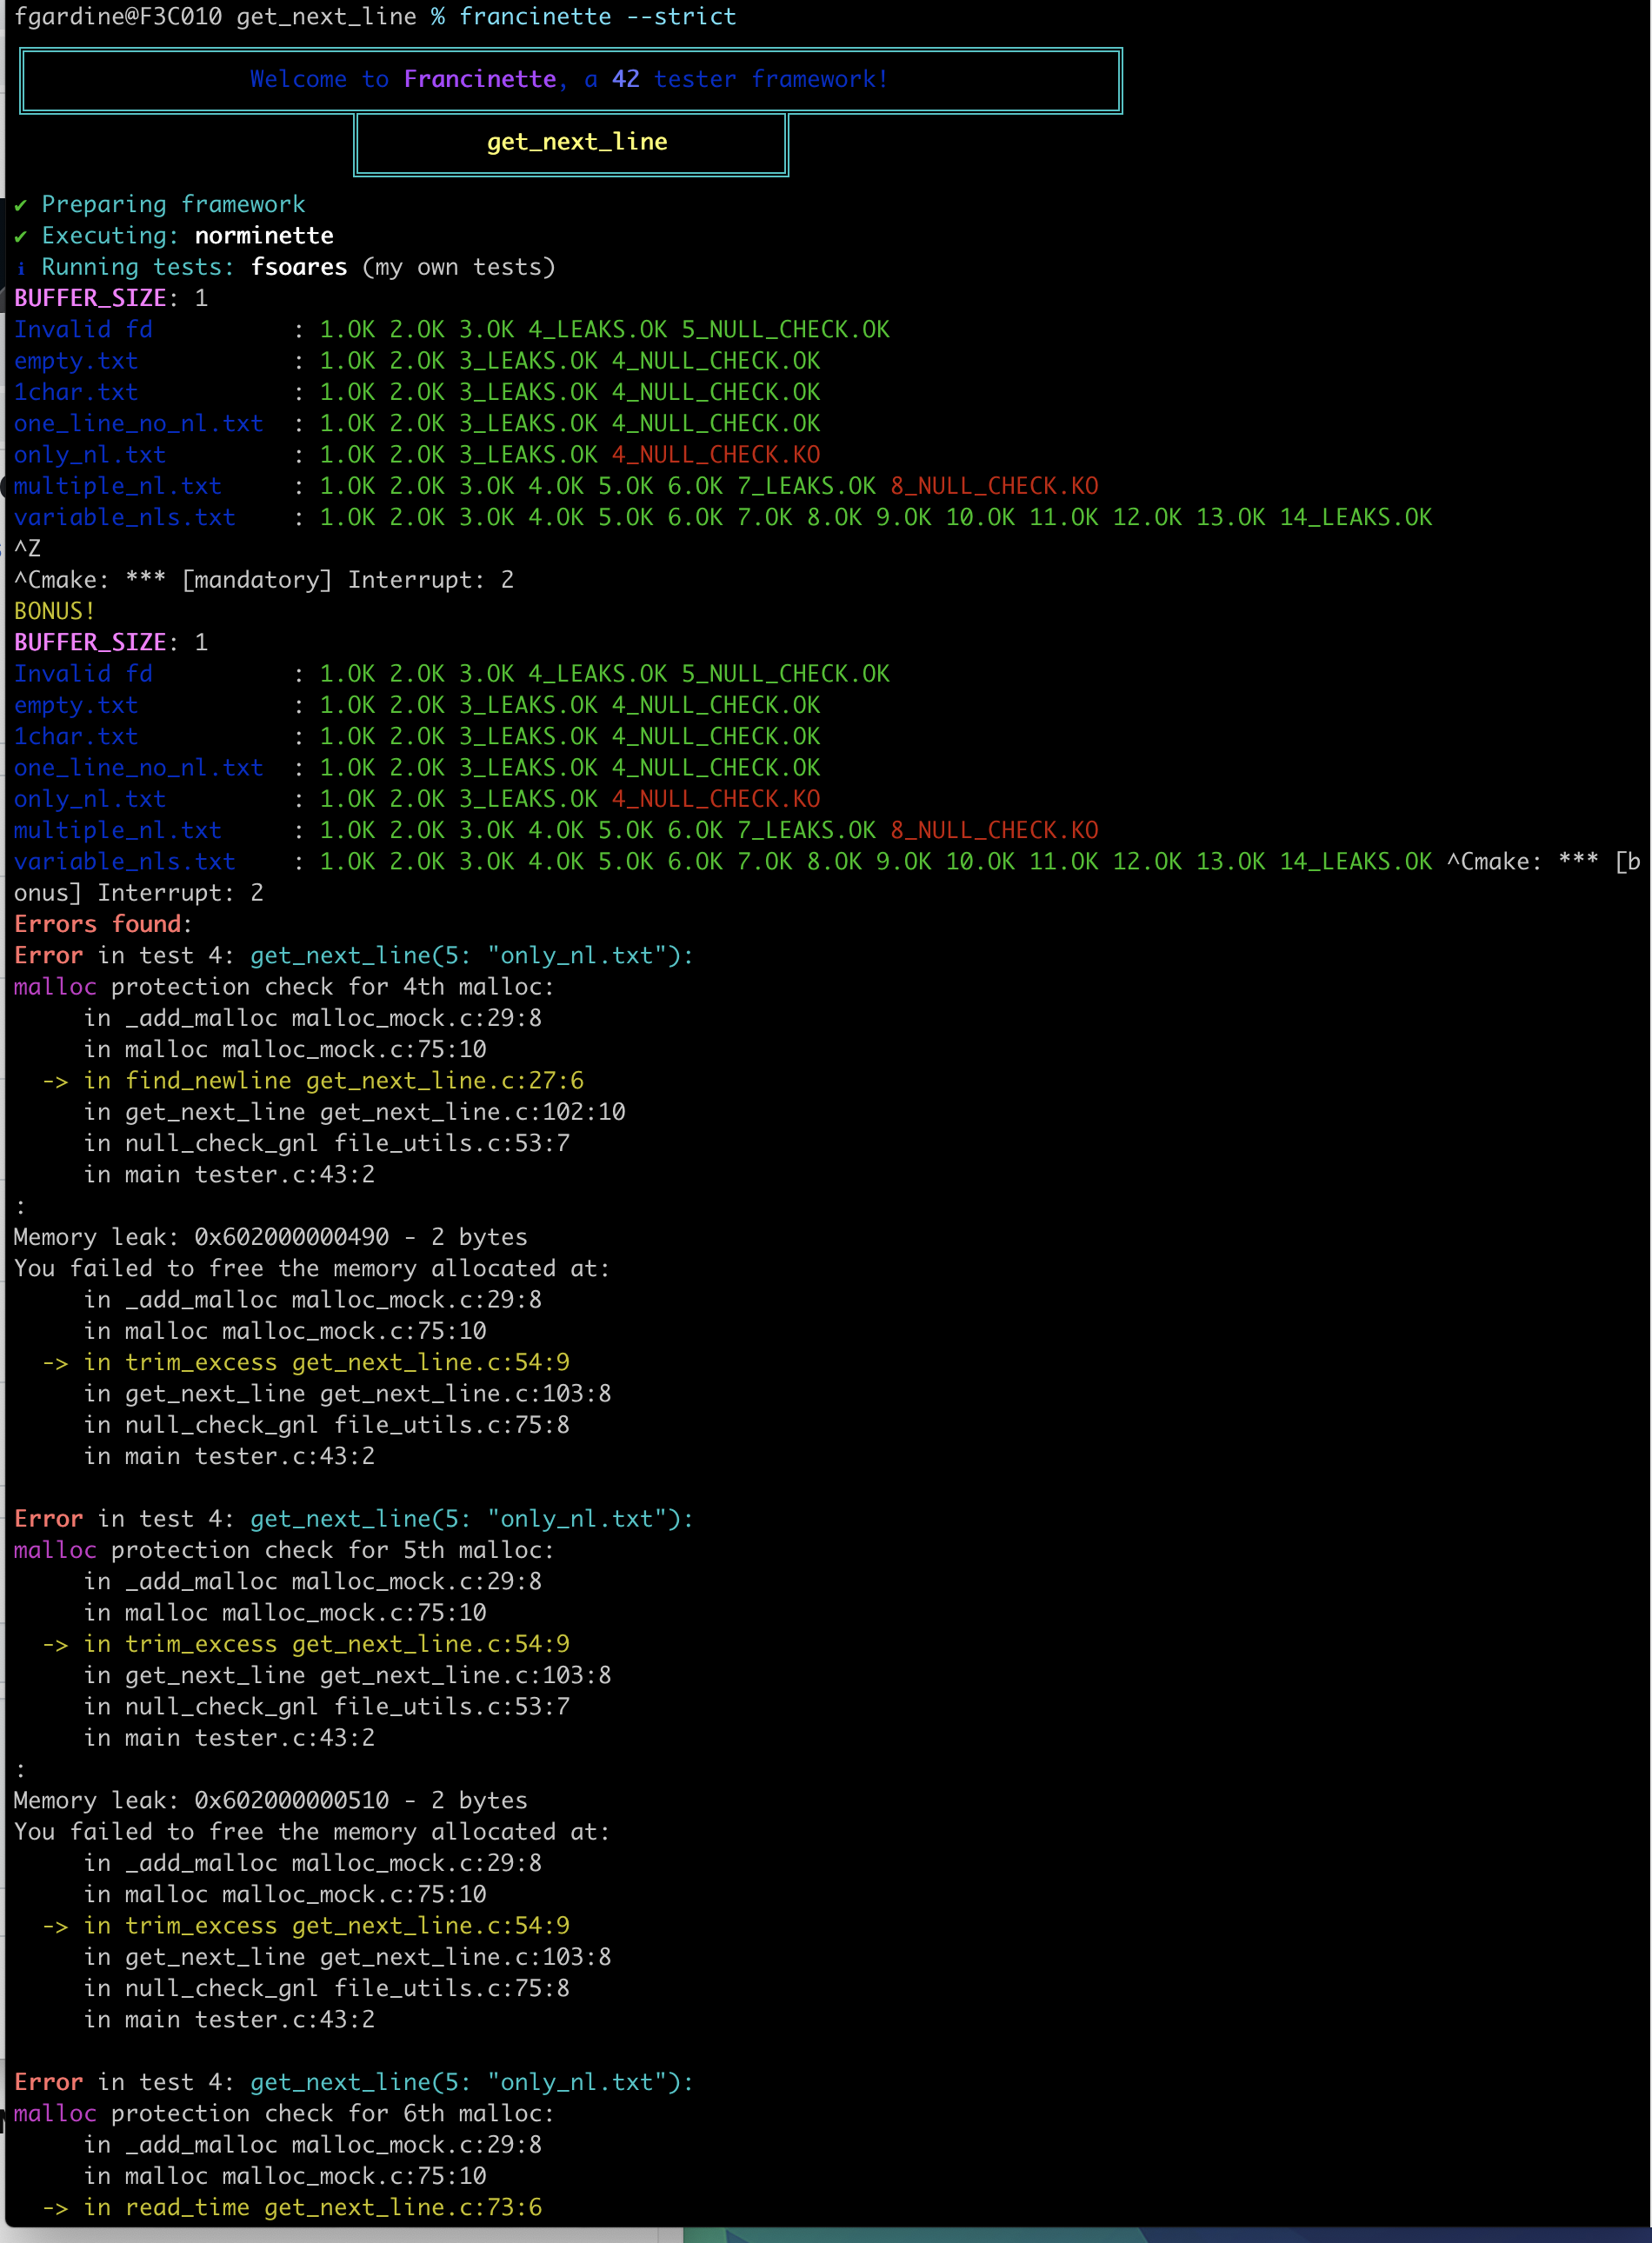 fgardine@F3C010 get_next_line % francinette --strict
Welcome to Francinette, a 42 tester framework!
get_next_line
✔ Preparing framework
✔ Executing: norminette
ℹ Running tests: fsoares (my own tests)
BUFFER_SIZE: 1
Invalid fd : 1.OK 2.OK 3.OK 4_LEAKS.OK 5_NULL_CHECK.OK
empty.txt : 1.OK 2.OK 3_LEAKS.OK 4_NULL_CHECK.OK
1char.txt : 1.OK 2.OK 3_LEAKS.OK 4_NULL_CHECK.OK
one_line_no_nl.txt : 1.OK 2.OK 3_LEAKS.OK 4_NULL_CHECK.OK
only_nl.txt : 1.OK 2.OK 3_LEAKS.OK 4_NULL_CHECK.KO
multiple_nl.txt : 1.OK 2.OK 3.OK 4.OK 5.OK 6.OK 7_LEAKS.OK 8_NULL_CHECK.KO
variable_nls.txt : 1.OK 2.OK 3.OK 4.OK 5.OK 6.OK 7.OK 8.OK 9.OK 10.OK 11.OK 12.OK 13.OK 14_LEAKS.OK
^Z
^Cmake: *** [mandatory] Interrupt: 2
BONUS!
BUFFER_SIZE: 1
Invalid fd : 1.OK 2.OK 3.OK 4_LEAKS.OK 5_NULL_CHECK.OK
empty.txt : 1.OK 2.OK 3_LEAKS.OK 4_NULL_CHECK.OK
1char.txt : 1.OK 2.OK 3_LEAKS.OK 4_NULL_CHECK.OK
one_line_no_nl.txt : 1.OK 2.OK 3_LEAKS.OK 4_NULL_CHECK.OK
only_nl.txt : 1.OK 2.OK 3_LEAKS.OK 4_NULL_CHECK.KO
multiple_nl.txt : 1.OK 2.OK 3.OK 4.OK 5.OK 6.OK 7_LEAKS.OK 8_NULL_CHECK.KO
variable_nls.txt : 1.OK 2.OK 3.OK 4.OK 5.OK 6.OK 7.OK 8.OK 9.OK 10.OK 11.OK 12.OK 13.OK 14_LEAKS.OK ^Cmake: *** [b
onus] Interrupt: 2
Errors found:
Error in test 4: get_next_line(5: "only_nl.txt"):
malloc protection check for 4th malloc:
in _add_malloc malloc_mock.c:29:8
in malloc malloc_mock.c:75:10
-> in find_newline get_next_line.c:27:6
in get_next_line get_next_line.c:102:10
in null_check_gnl file_utils.c:53:7
in main tester.c:43:2
:
Memory leak: 0x602000000490 - 2 bytes
You failed to free the memory allocated at:
in _add_malloc malloc_mock.c:29:8
in malloc malloc_mock.c:75:10
-> in trim_excess get_next_line.c:54:9
in get_next_line get_next_line.c:103:8
in null_check_gnl file_utils.c:75:8
in main tester.c:43:2
Error in test 4: get_next_line(5: "only_nl.txt"):
malloc protection check for 5th malloc:
in _add_malloc malloc_mock.c:29:8
in malloc malloc_mock.c:75:10
-> in trim_excess get_next_line.c:54:9
in get_next_line get_next_line.c:103:8
in null_check_gnl file_utils.c:53:7
in main tester.c:43:2
:
Memory leak: 0x602000000510 - 2 bytes
You failed to free the memory allocated at:
in _add_malloc malloc_mock.c:29:8
in malloc malloc_mock.c:75:10
-> in trim_excess get_next_line.c:54:9
in get_next_line get_next_line.c:103:8
in null_check_gnl file_utils.c:75:8
in main tester.c:43:2
Error in test 4: get_next_line(5: "only_nl.txt"):
malloc protection check for 6th malloc:
in _add_malloc malloc_mock.c:29:8
in malloc malloc_mock.c:75:10
-> in read_time get_next_line.c:73:6